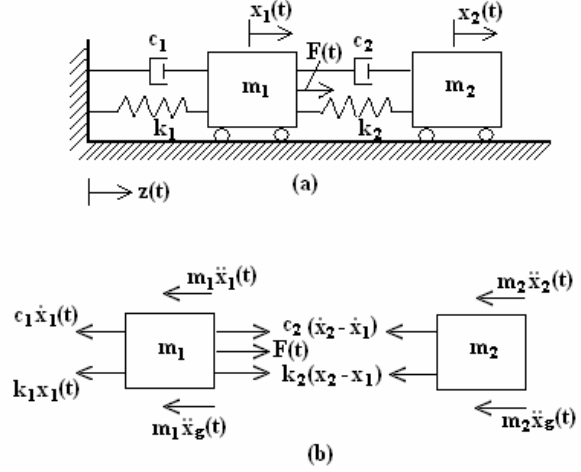 x₁(t) x₂(t)
c₁ F(t) c₂
m₁ m₂
k₁ k₂
(a)
z(t)
m₁ẍ₁(t) m₂ẍ₂(t)
c₁ẋ₁(t) c₂(ẋ₂-ẋ₁)
m₁ F(t) m₂
k₁x₁(t) k₂(x₂-x₁)
m₁ẍg(t) m₂ẍg(t)
(b)